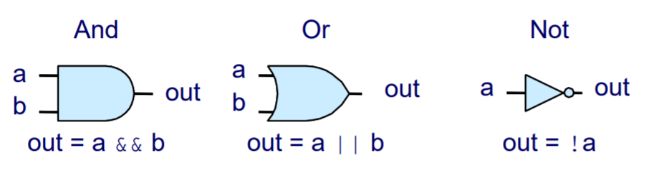 And
Or
Not
a
b
out
a
b
out
a
out
out = a && b
out = a || b
out = !a